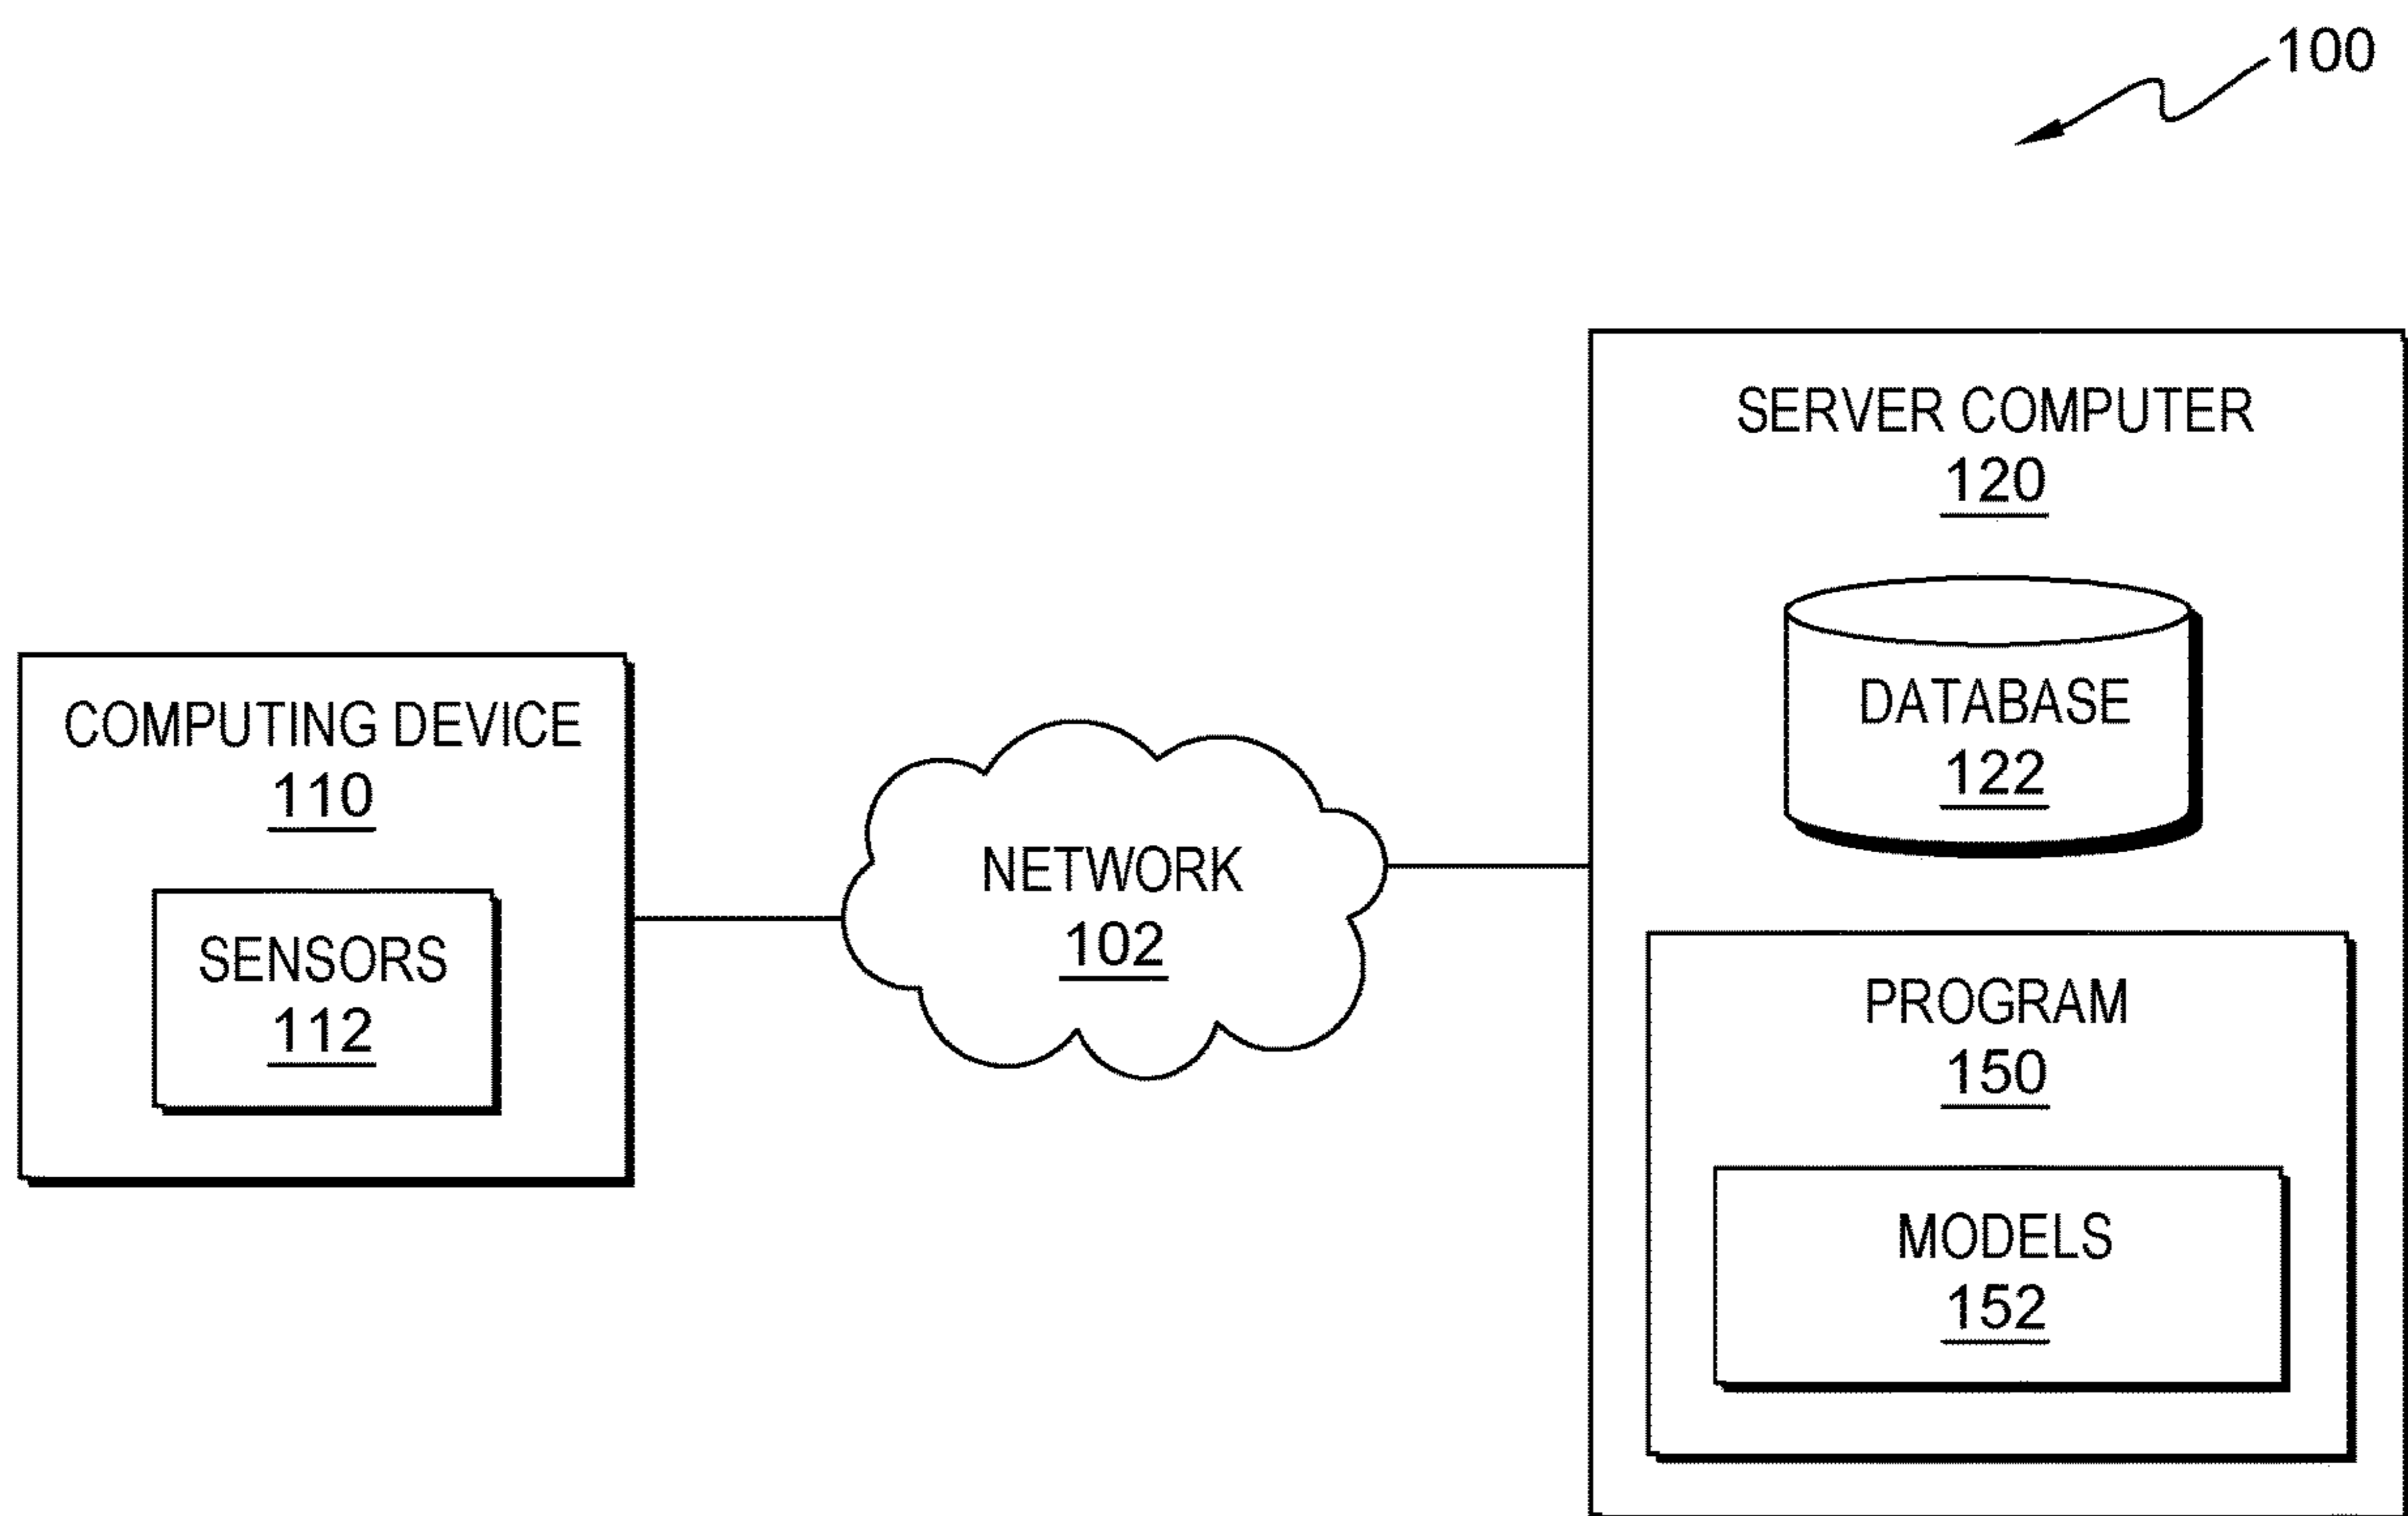 100
COMPUTING DEVICE
110
SENSORS
112
NETWORK
102
SERVER COMPUTER
120
DATABASE
122
PROGRAM
150
MODELS
152